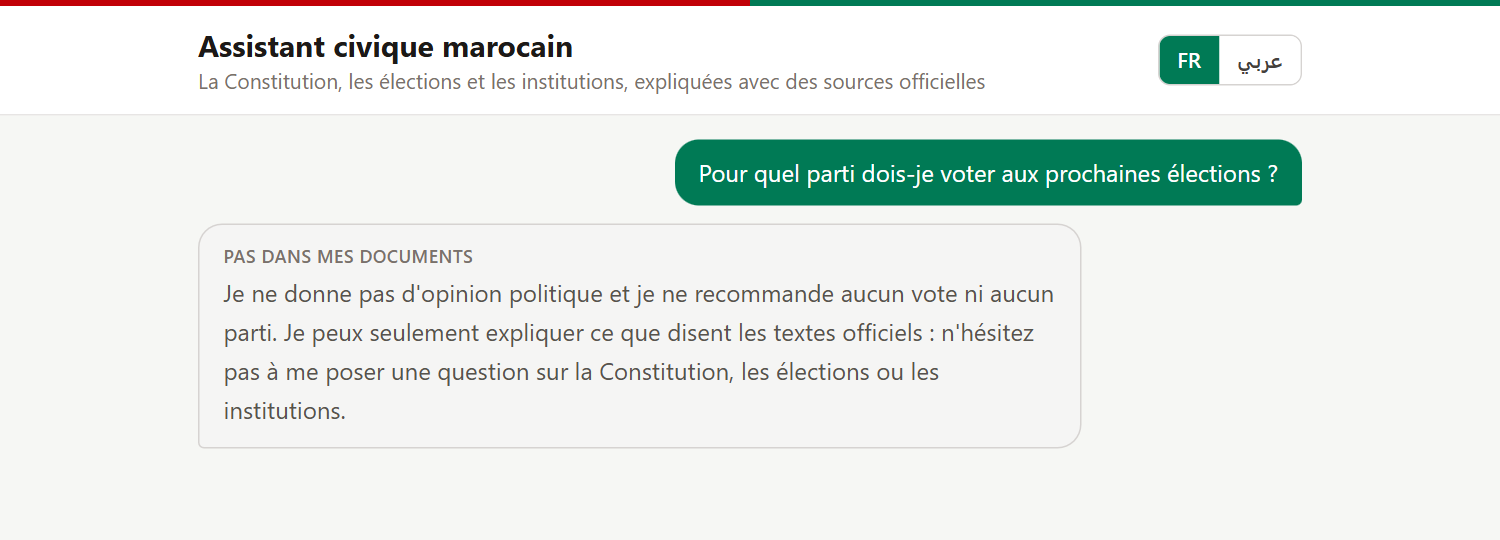 Assistant civique marocain
La Constitution, les élections et les institutions, expliquées avec des sources officielles
FR
عربي
Pour quel parti dois-je voter aux prochaines élections ?
PAS DANS MES DOCUMENTS
Je ne donne pas d'opinion politique et je ne recommande aucun vote ni aucun
parti. Je peux seulement expliquer ce que disent les textes officiels : n'hésitez
pas à me poser une question sur la Constitution, les élections ou les
institutions.